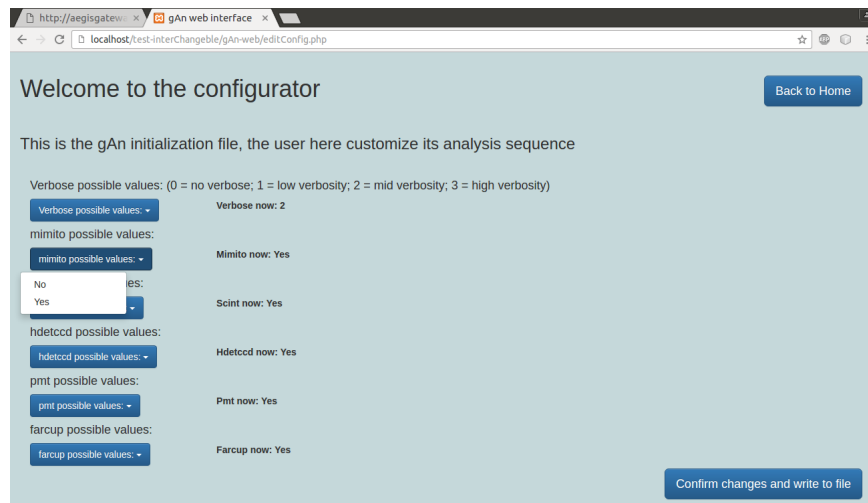 http://aegisgatewa
gAn web interface
localhost/test-interChangeble/gAn-web/editConfig.php
Welcome to the configurator
Back to Home
This is the gAn initialization file, the user here customize its analysis sequence
Verbose possible values: (0 = no verbose; 1 = low verbosity; 2 = mid verbosity; 3 = high verbosity)
Verbose possible values:
Verbose now: 2
mimito possible values:
mimito possible values:
Mimito now: Yes
No
Yes
es:
Scint now: Yes
hdetccd possible values:
hdetccd possible values:
Hdetccd now: Yes
pmt possible values:
pmt possible values:
Pmt now: Yes
farcup possible values:
farcup possible values:
Farcup now: Yes
Confirm changes and write to file